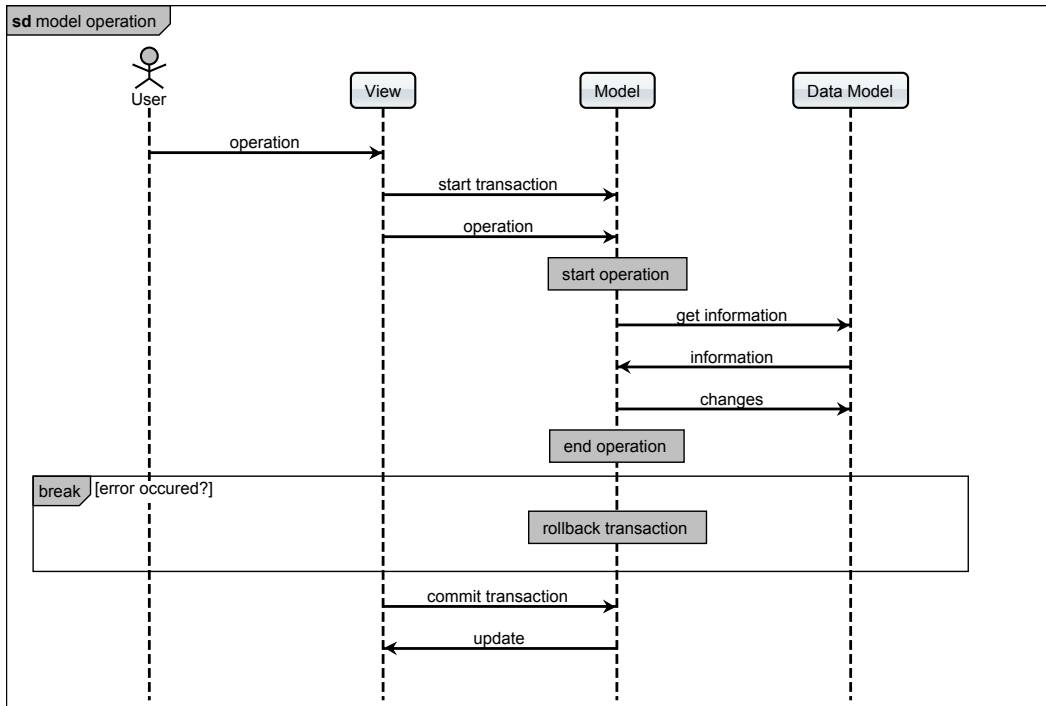 sd model operation
User
View
Model
Data Model
operation
start transaction
operation
start operation
get information
information
changes
end operation
break [error occured?]
rollback transaction
commit transaction
update